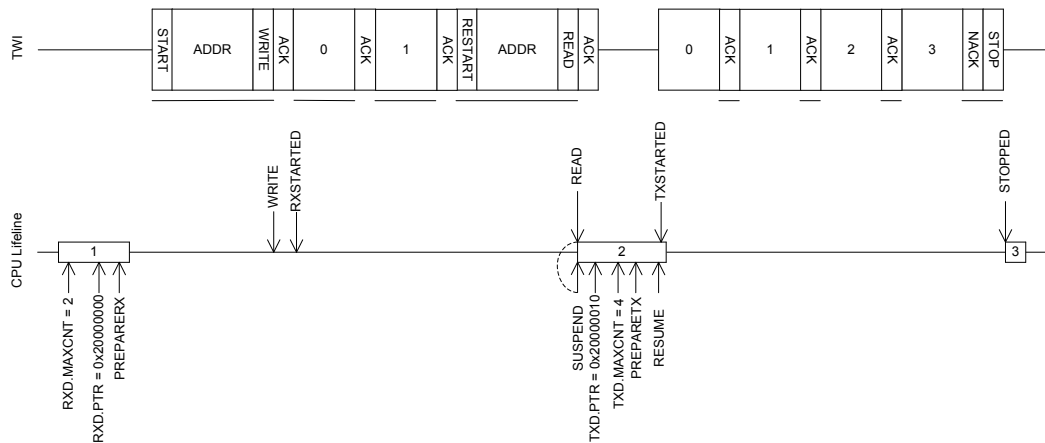 TWI
START
ADDR
WRITE
ACK
0
ACK
1
ACK
RESTART
ADDR
READ
ACK
0
ACK
1
ACK
2
ACK
3
NACK
STOP
WRITE
RXSTARTED
READ
TXSTARTED
STOPPED
CPU Lifeline
1
2
3
RXD.MAXCNT = 2
RXD.PTR = 0x20000000
PREPARERX
SUSPEND
TXD.PTR = 0x20000010
TXD.MAXCNT = 4
PREPARETX
RESUME